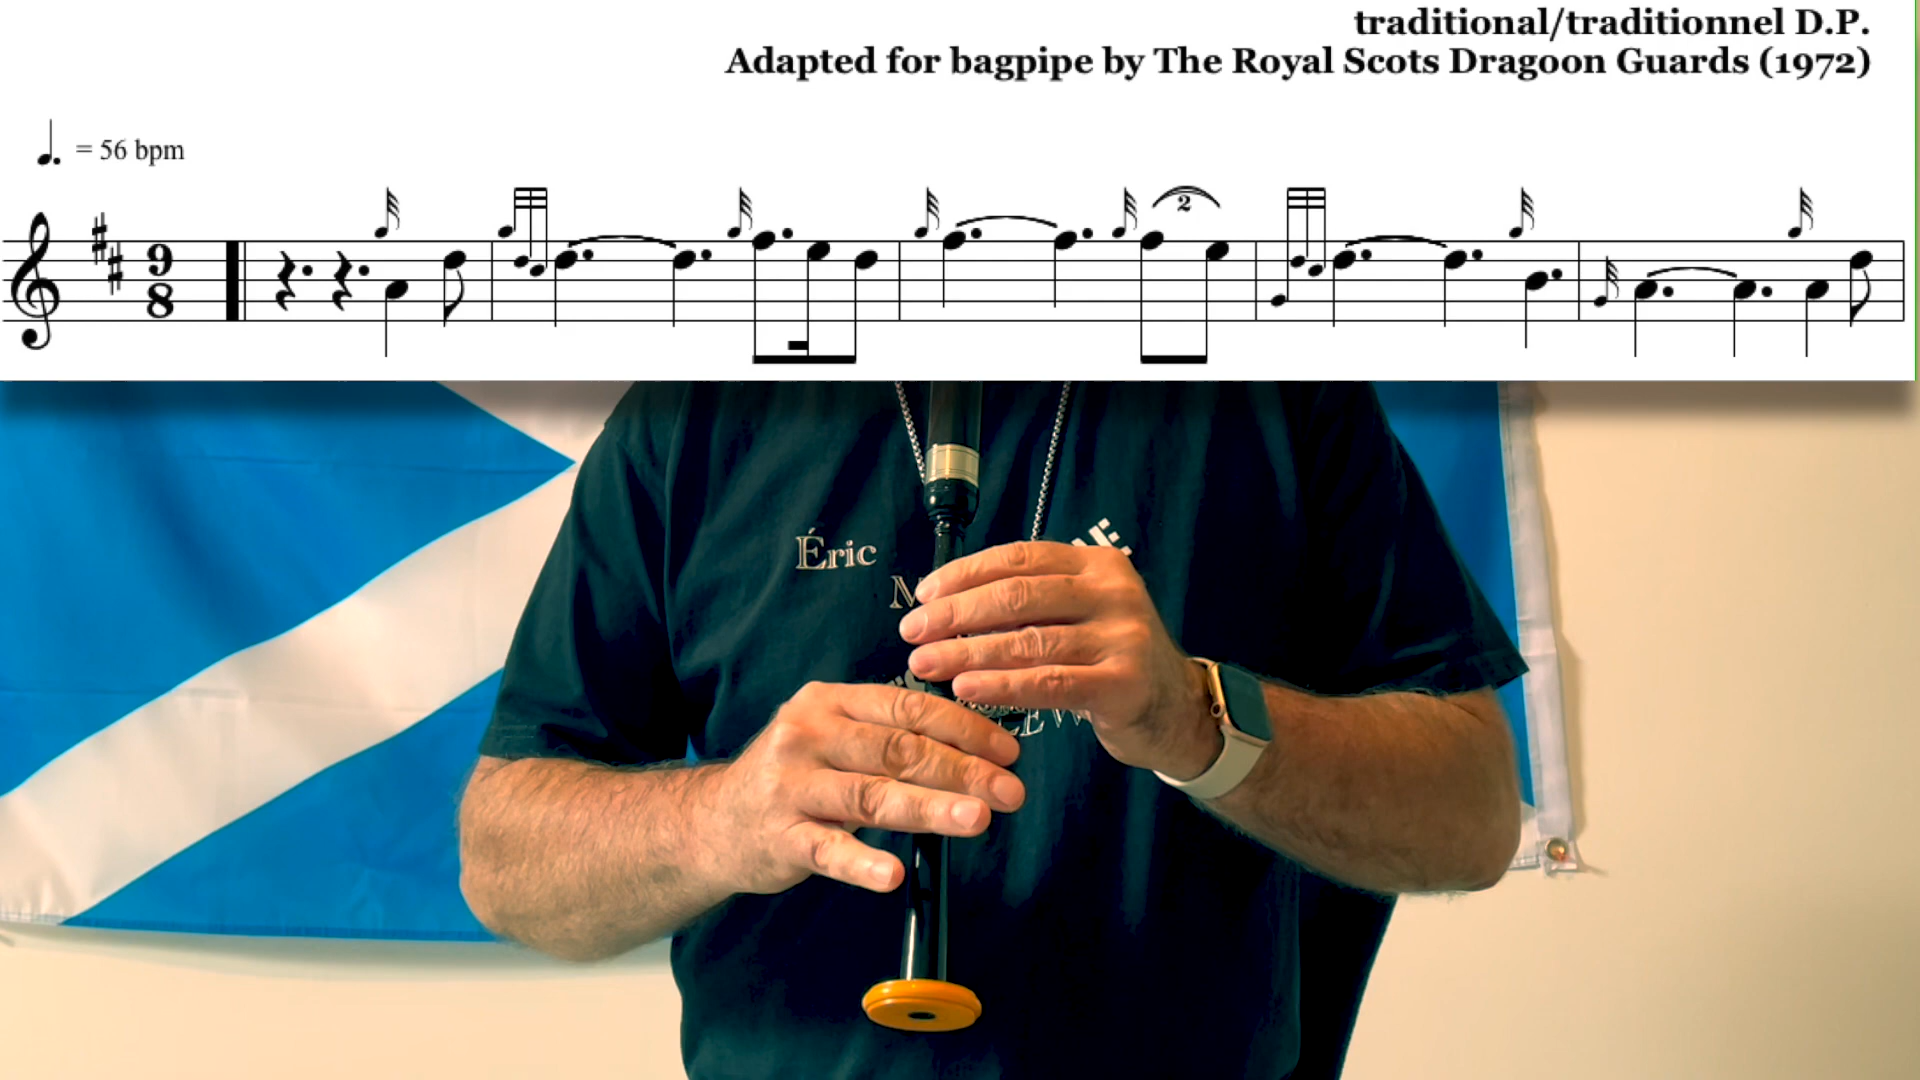 traditional/traditionnel D.P.
Adapted for bagpipe by The Royal Scots Dragoon Guards (1972)
= 56 bpm
2
9
8
Éric